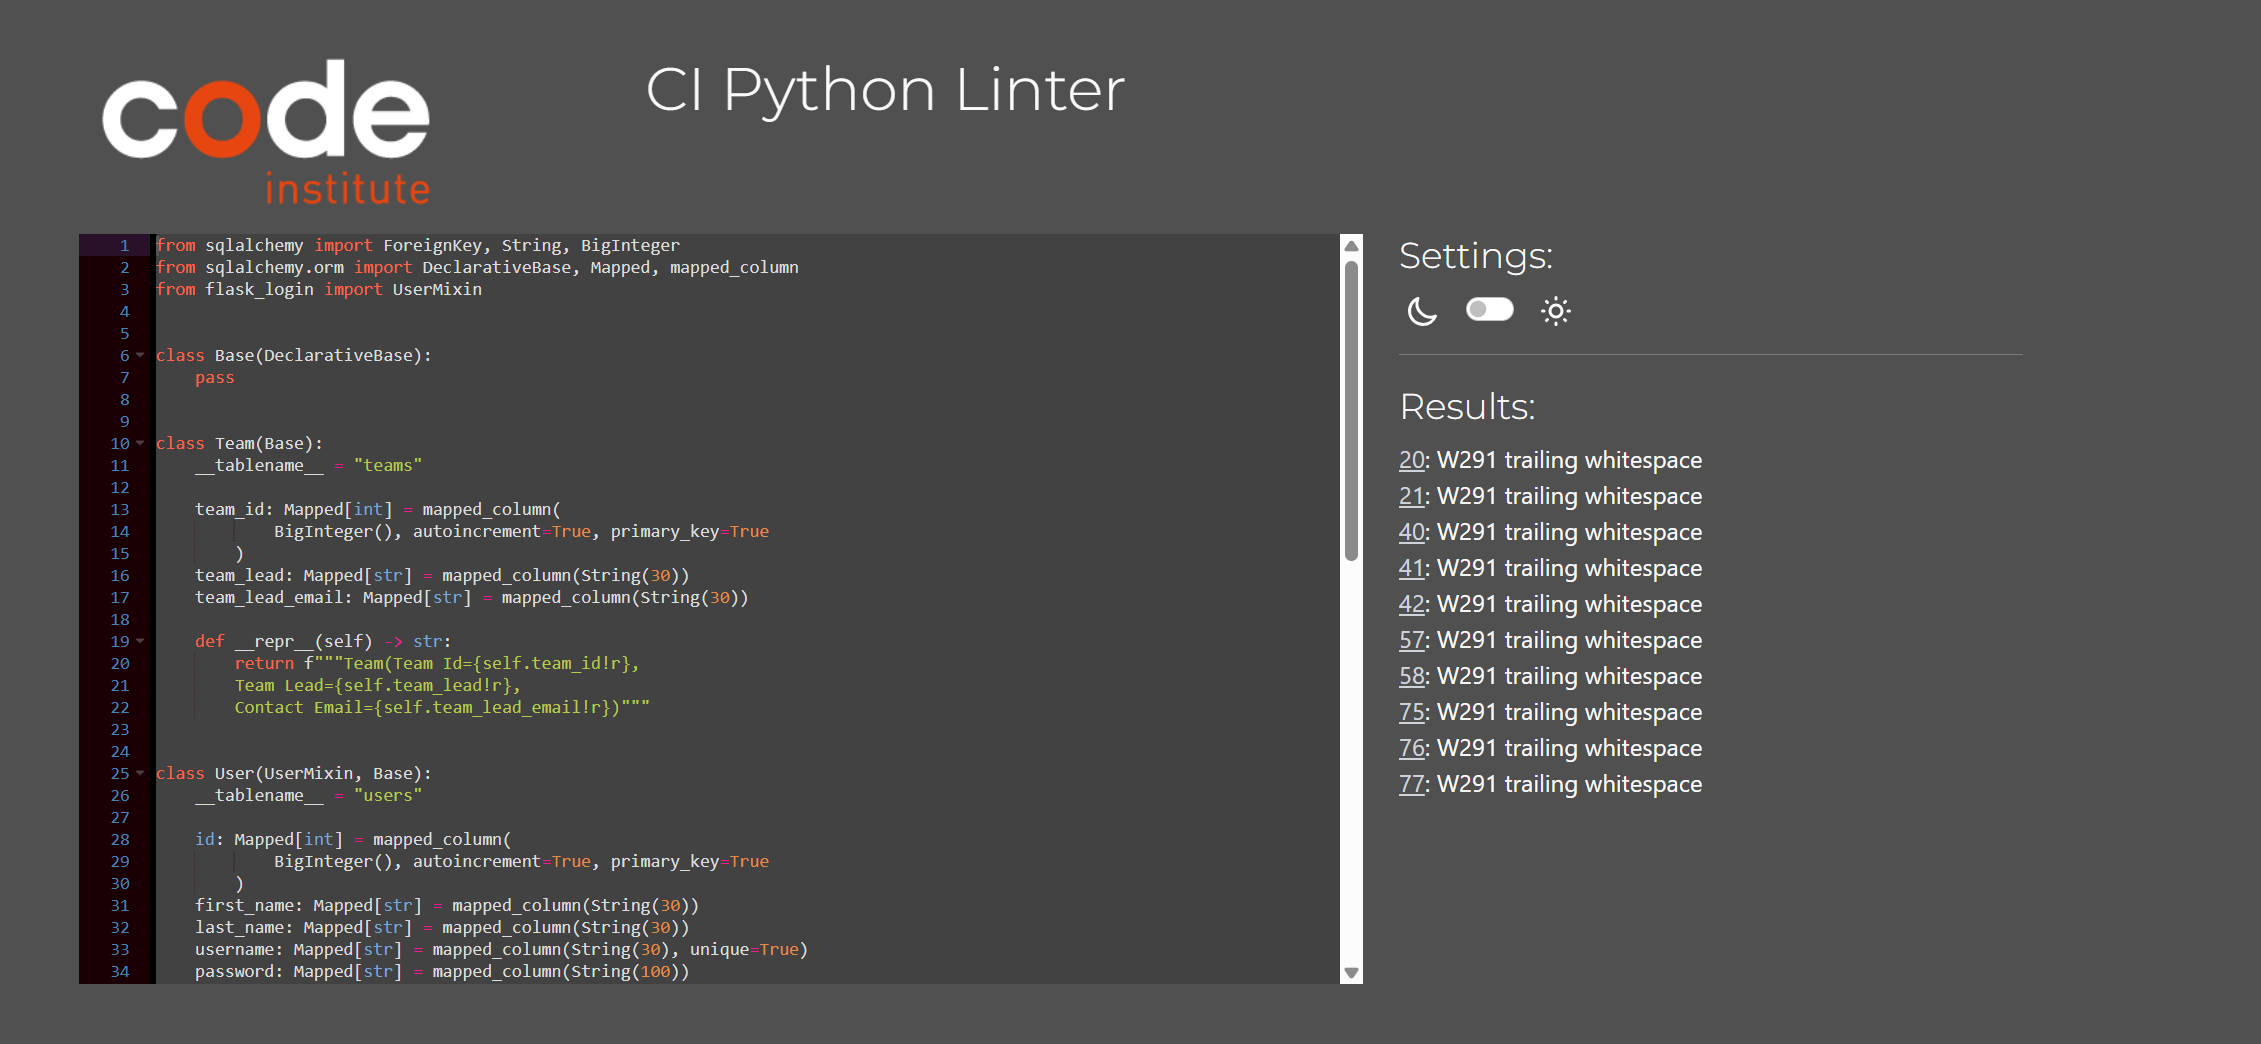 code
institute
CI Python Linter
1 from sqlalchemy import ForeignKey, String, BigInteger
2 from sqlalchemy.orm import DeclarativeBase, Mapped, mapped_column
3 from flask_login import UserMixin
4
5
6 class Base(DeclarativeBase):
7     pass
8
9
10 class Team(Base):
11     __tablename__ = "teams"
12
13     team_id: Mapped[int] = mapped_column(
14             BigInteger(), autoincrement=True, primary_key=True
15         )
16     team_lead: Mapped[str] = mapped_column(String(30))
17     team_lead_email: Mapped[str] = mapped_column(String(30))
18
19     def __repr__(self) -> str:
20         return f"""Team(Team Id={self.team_id!r},
21         Team Lead={self.team_lead!r},
22         Contact Email={self.team_lead_email!r})"""
23
24
25 class User(UserMixin, Base):
26     __tablename__ = "users"
27
28     id: Mapped[int] = mapped_column(
29             BigInteger(), autoincrement=True, primary_key=True
30         )
31     first_name: Mapped[str] = mapped_column(String(30))
32     last_name: Mapped[str] = mapped_column(String(30))
33     username: Mapped[str] = mapped_column(String(30), unique=True)
34     password: Mapped[str] = mapped_column(String(100))
Settings:
Results:
20: W291 trailing whitespace
21: W291 trailing whitespace
40: W291 trailing whitespace
41: W291 trailing whitespace
42: W291 trailing whitespace
57: W291 trailing whitespace
58: W291 trailing whitespace
75: W291 trailing whitespace
76: W291 trailing whitespace
77: W291 trailing whitespace